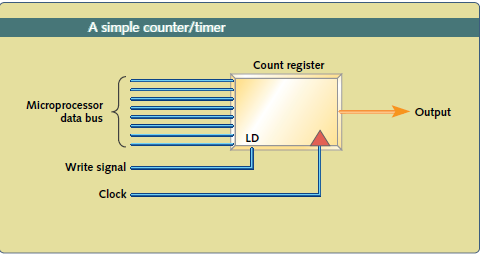 A simple counter/timer
Count register
Microprocessor
data bus
Output
LD
Write signal
Clock